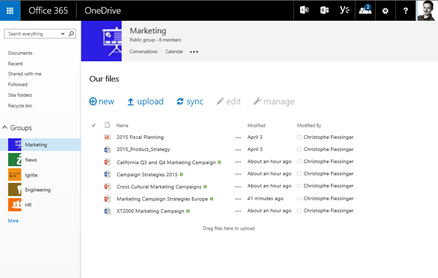 Office 365
OneDrive
2
?
Search everything
Documents
Recent
Shared with me
Followed
Site folders
Recycle bin
Groups
Marketing
News
Ignite
Engineering
HR
More
Marketing
Public group - 6 members
Conversations Calendar •••
Our files
new upload sync edit manage
Name Modified Modified By
2015 Fiscal Planning ••• April 3 Christophe Fiessinger
2015_Product_Strategy ••• April 3 Christophe Fiessinger
California Q3 and Q4 Marketing Campaign ••• About an hour ago Christophe Fiessinger
Campaign Strategies 2015 ••• About an hour ago Christophe Fiessinger
Cross Cultural Marketing Campaigns ••• About an hour ago Christophe Fiessinger
Marketing Campaign Strategies Europe ••• 41 minutes ago Christophe Fiessinger
XT2000 Marketing Campaign ••• About an hour ago Christophe Fiessinger
Drag files here to upload